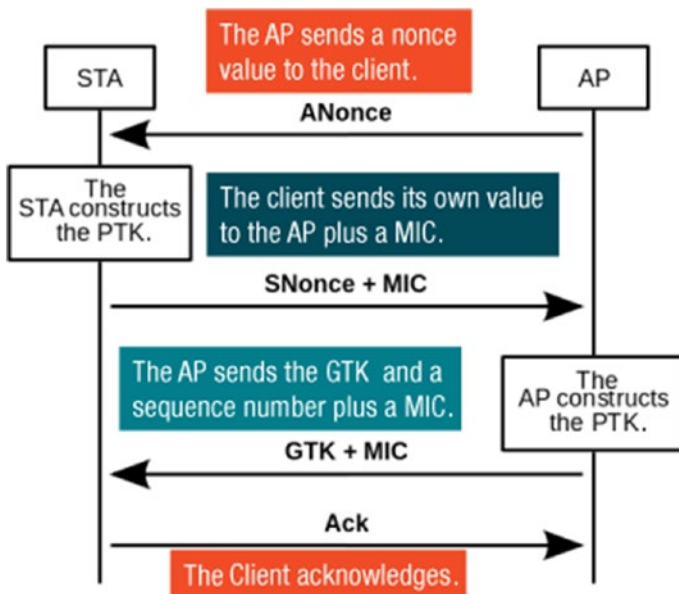 The AP sends a nonce
value to the client.
STA
AP
ANonce
The
STA constructs
the PTK.
The client sends its own value
to the AP plus a MIC.
SNonce + MIC
The AP sends the GTK and a
sequence number plus a MIC.
The
AP constructs
the PTK.
GTK + MIC
Ack
The Client acknowledges.